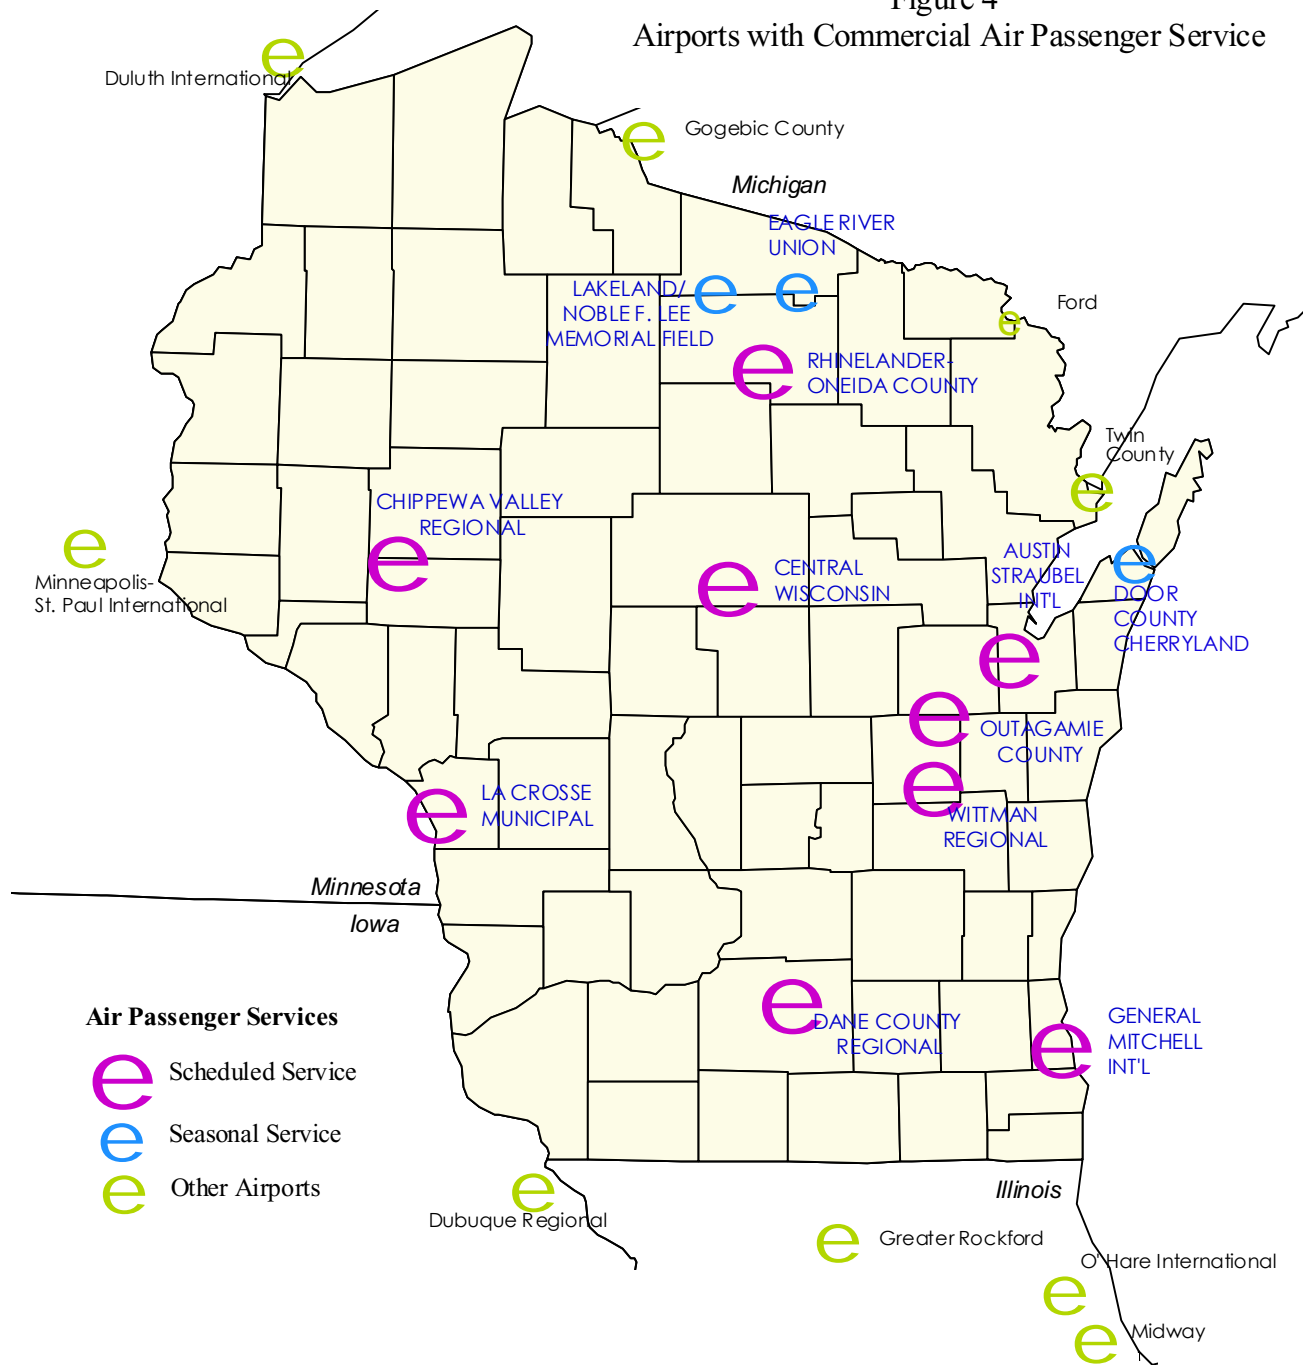 Figure 4
Airports with Commercial Air Passenger Service
Duluth International
Gogebic County
Michigan
EAGLE RIVER
UNION
LAKELAND/
NOBLE F. LEE
MEMORIAL FIELD
Ford
RHINELANDER-
ONEIDA COUNTY
Twin
County
CHIPPEWA VALLEY
REGIONAL
Minneapolis-
St. Paul International
CENTRAL
WISCONSIN
AUSTIN
STRAUBEL
INT'L
DOOR
COUNTY
CHERRYLAND
OUTAGAMIE
COUNTY
LA CROSSE
MUNICIPAL
WITTMAN
REGIONAL
Minnesota
Iowa
DANE COUNTY
REGIONAL
GENERAL
MITCHELL
INT'L
Air Passenger Services
e Scheduled Service
e Seasonal Service
e Other Airports
Illinois
Dubuque Regional
Greater Rockford
O' Hare International
Midway